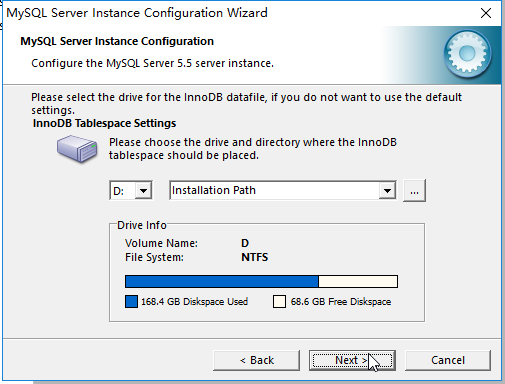 MySQL Server Instance Configuration Wizard
MySQL Server Instance Configuration
Configure the MySQL Server 5.5 server instance.
Please select the drive for the InnoDB datafile, if you do not want to use the default
settings.
InnoDB Tablespace Settings
Please choose the drive and directory where the InnoDB
tablespace should be placed.
D:
Installation Path
...
Drive Info
Volume Name: D
File System: NTFS
168.4 GB Diskspace Used
68.6 GB Free Diskspace
< Back
Next >
Cancel